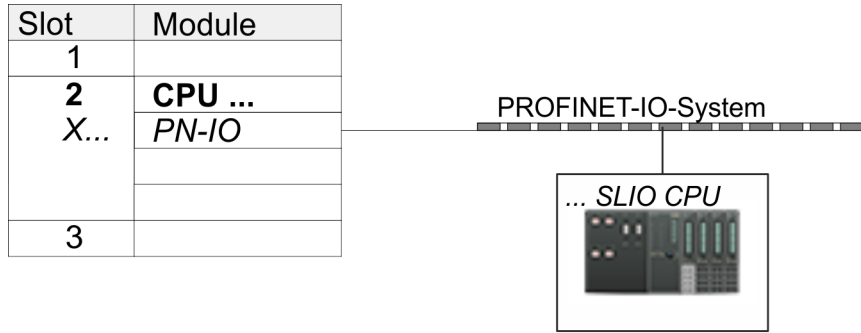 Slot Module
1
2 CPU ...
X... PN-IO
3
PROFINET-IO-System
... SLIO CPU